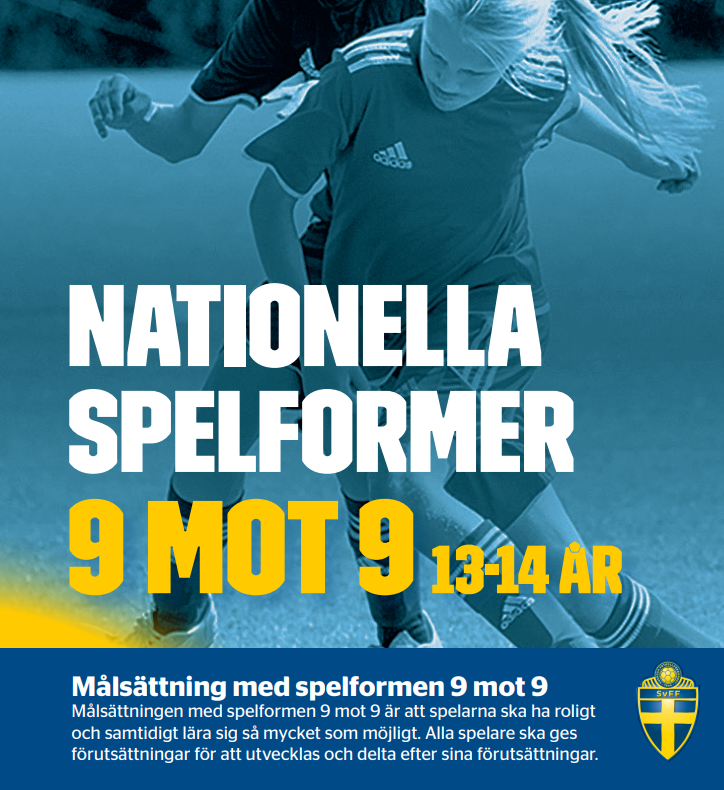 adidas
NATIONELLA
SPELFORMER
9 MOT 9 13-14 ÅR
Målsättning med spelformen 9 mot 9
Målsättningen med spelformen 9 mot 9 är att spelarna ska ha roligt
och samtidigt lära sig så mycket som möjligt. Alla spelare ska ges
förutsättningar för att utvecklas och delta efter sina förutsättningar.
SvFF